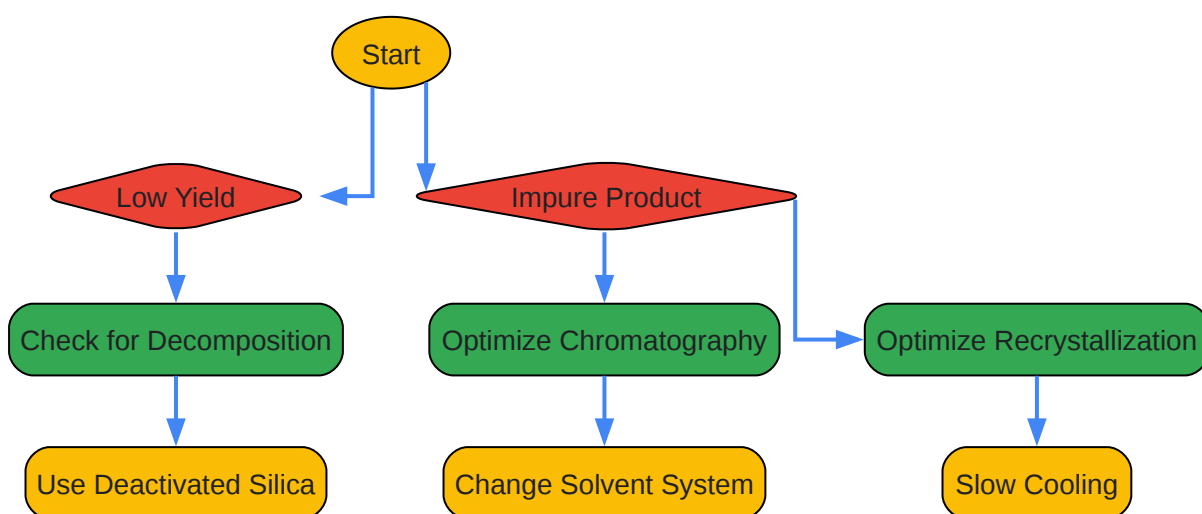 Start
Low Yield
Impure Product
Check for Decomposition
Optimize Chromatography
Optimize Recrystallization
Use Deactivated Silica
Change Solvent System
Slow Cooling